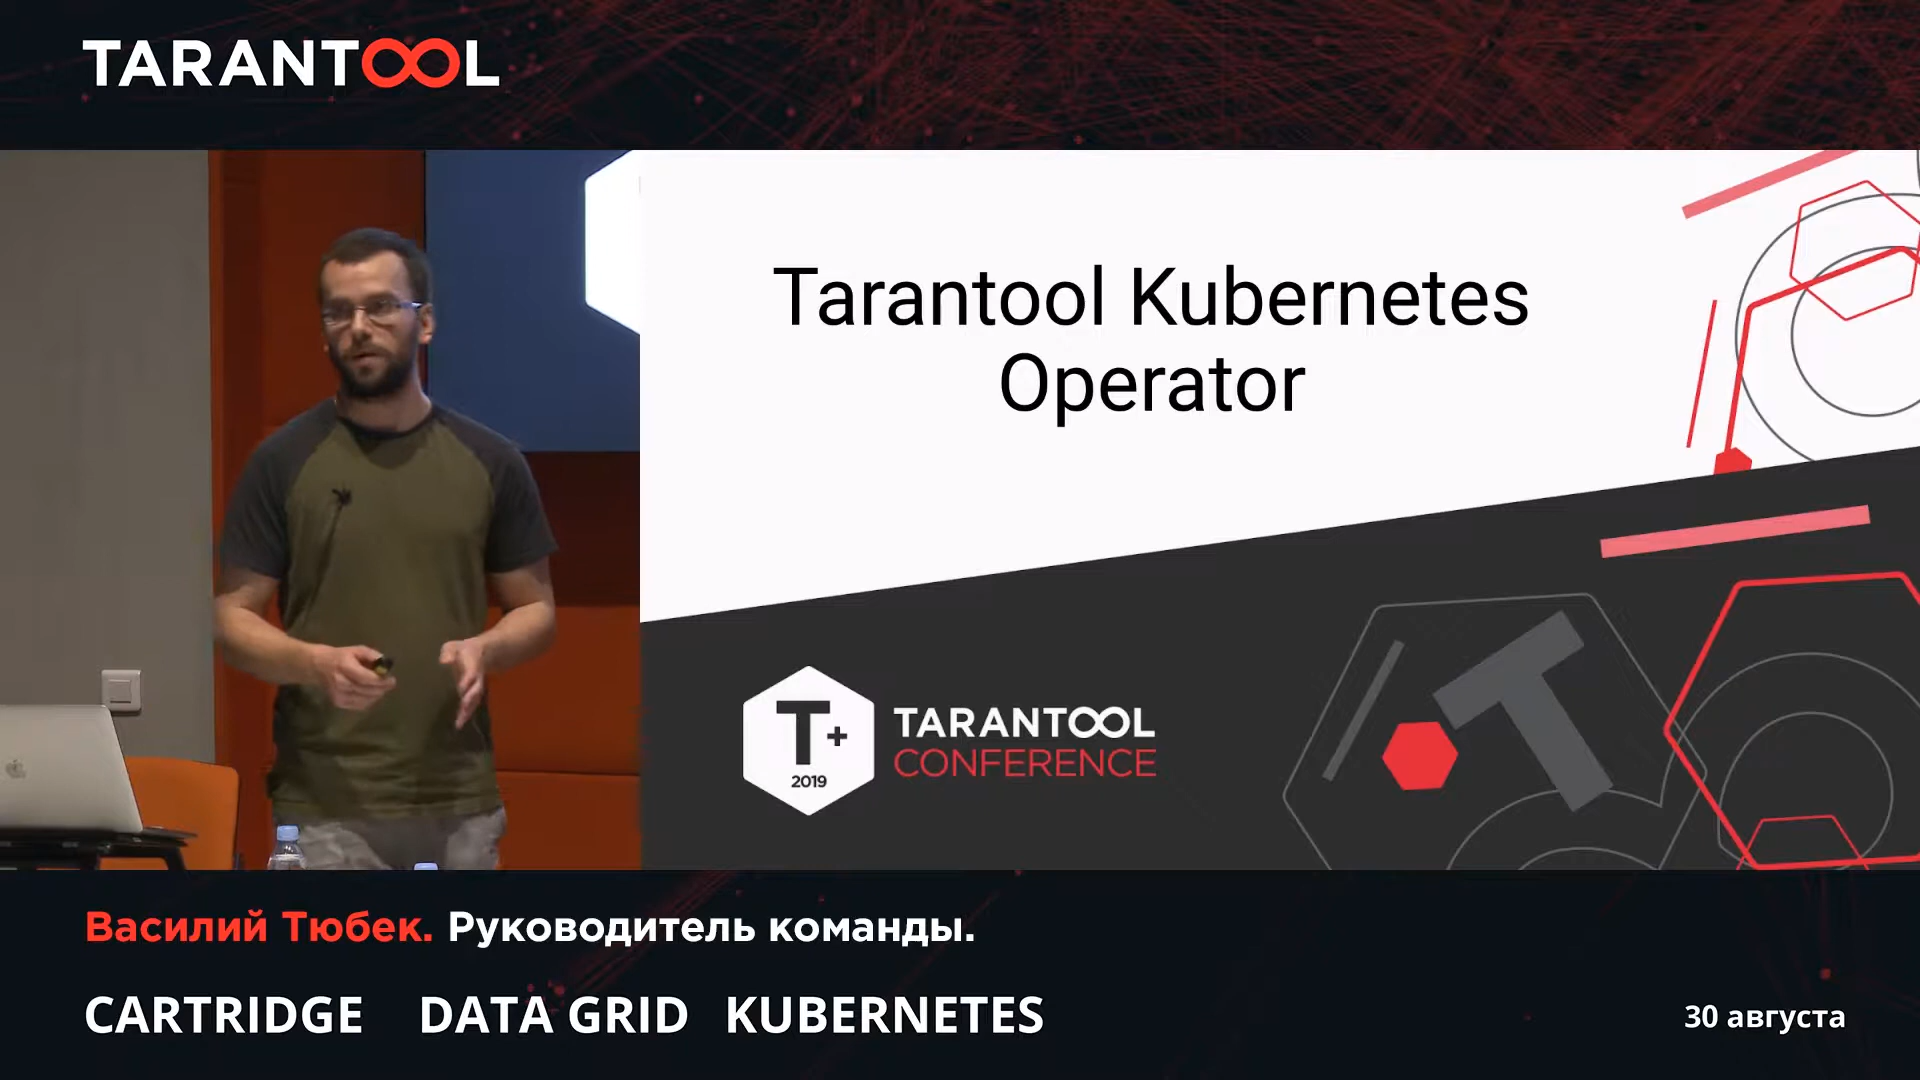 TARANTOOL
Tarantool Kubernetes
Operator
T+
2019
TARANTOOL
CONFERENCE
Василий Тюбек. Руководитель команды.
CARTRIDGE DATA GRID KUBERNETES
30 августа